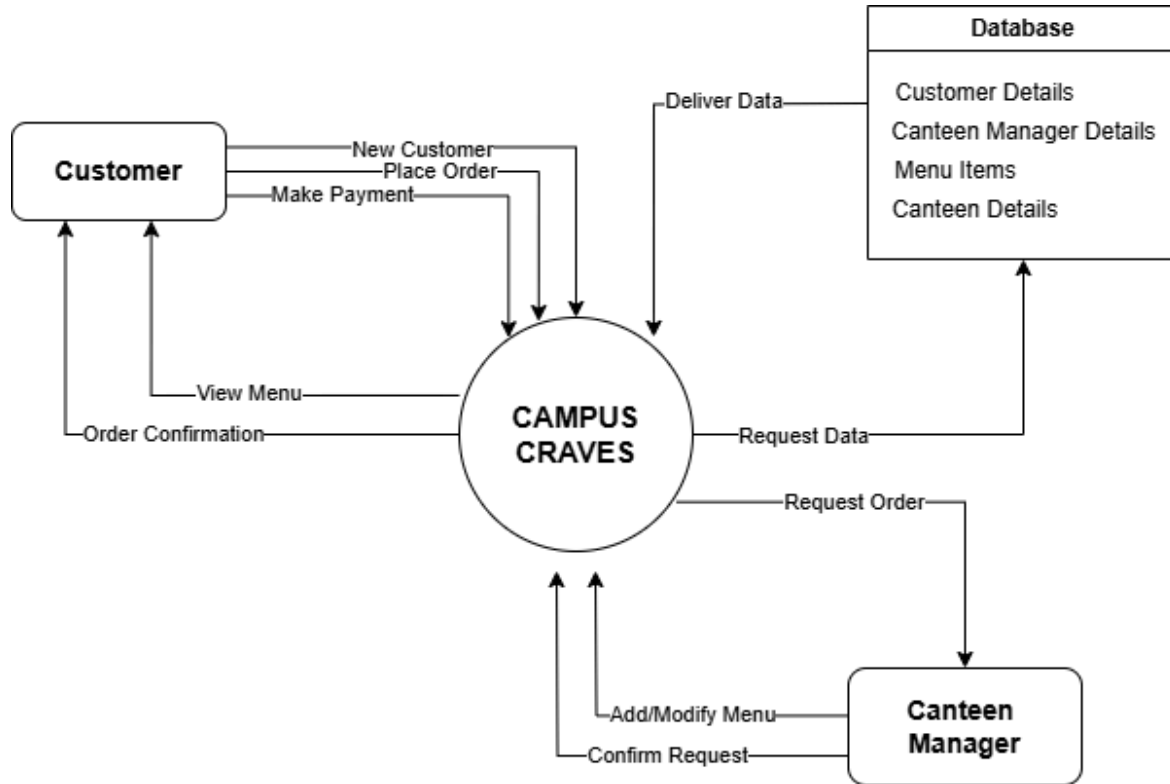 Database
Customer Details
Canteen Manager Details
Menu Items
Canteen Details
Deliver Data
Customer
New Customer
Place Order
Make Payment
View Menu
Order Confirmation
CAMPUS
CRAVES
Request Data
Request Order
Add/Modify Menu
Confirm Request
Canteen
Manager